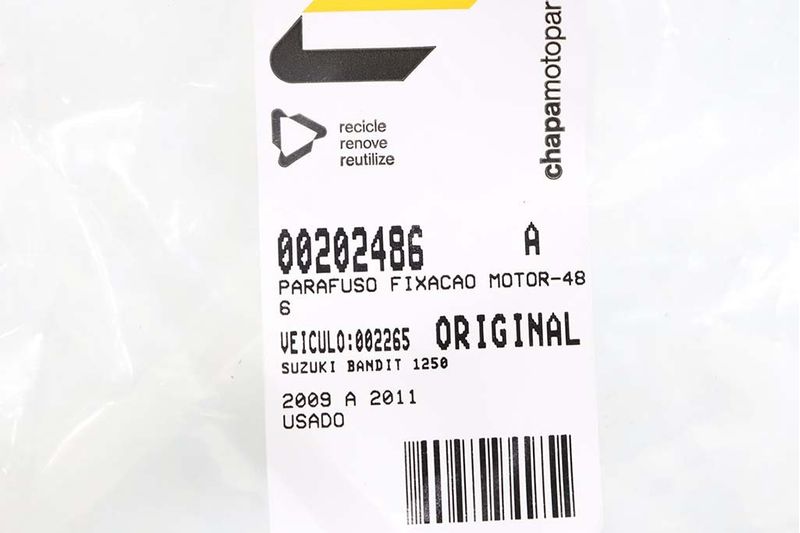 chapamotopar
recicle
renove
reutilize
00202486 A
PARAFUSO FIXACAO MOTOR-48
6
VEICULO:002265 ORIGINAL
SUZUKI BANDIT 1250
2009 A 2011
USADO